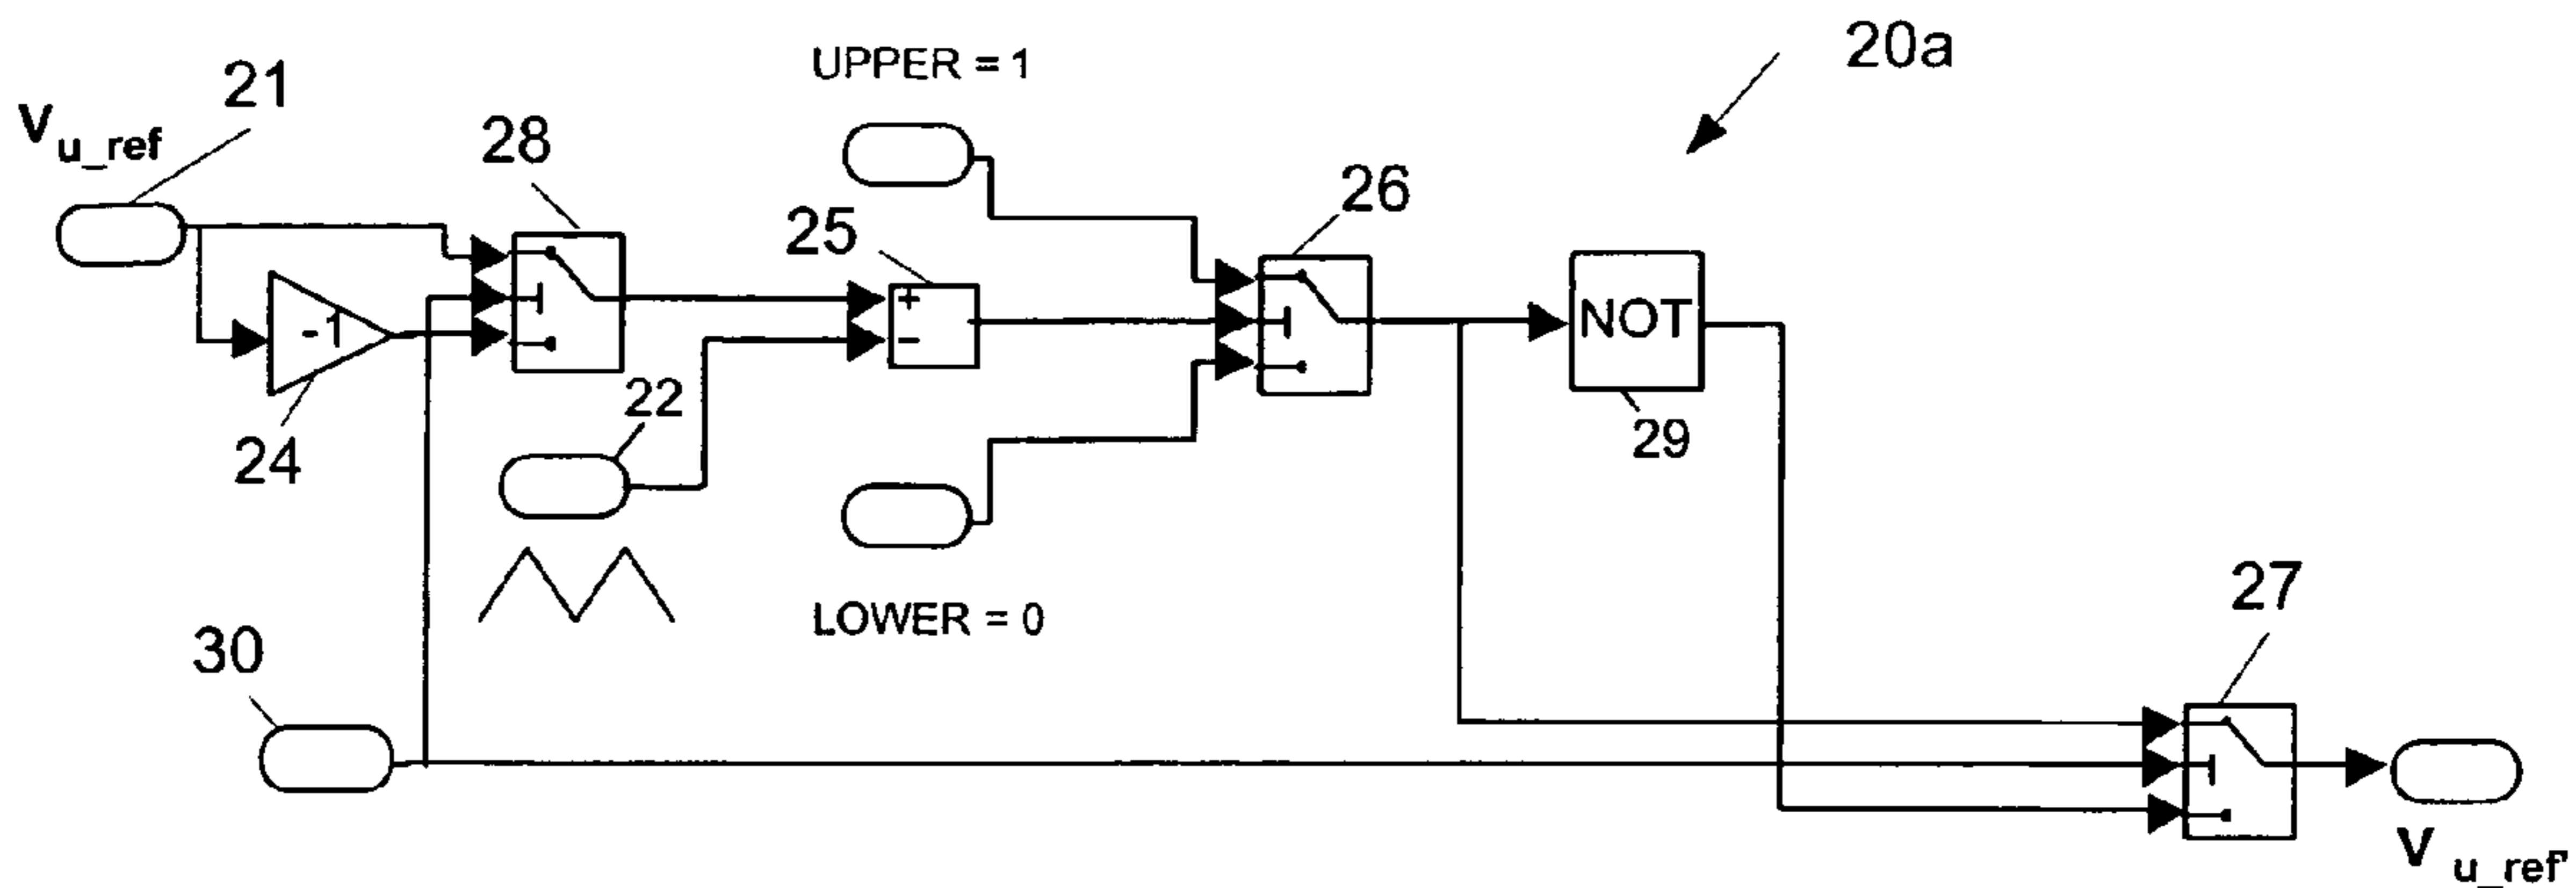 20a
UPPER = 1
21
V u_ref
28
26
25
+
-
-1
NOT
22
29
24
LOWER = 0
27
30
V u_ref'